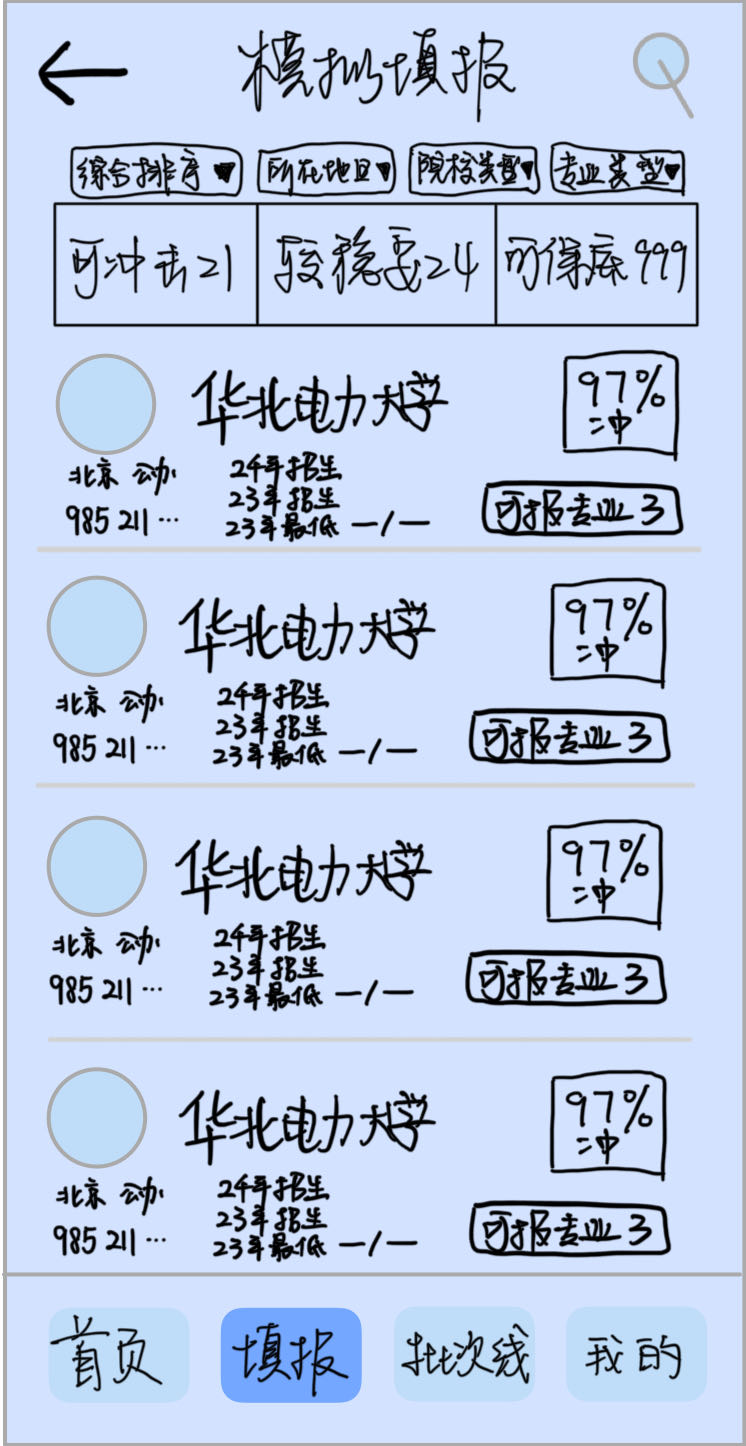 模拟填报
综合排序 所在地区 院校类型 专业类型
可冲击21 较稳妥24 可保底999
华北电力大学 97%
冲
北京 公办 24年招生
23年招生
985 211 … 23年最低 —/— 可报专业 3
华北电力大学 97%
冲
北京 公办 24年招生
23年招生
985 211 … 23年最低 —/— 可报专业 3
华北电力大学 97%
冲
北京 公办 24年招生
23年招生
985 211 … 23年最低 —/— 可报专业 3
华北电力大学 97%
冲
北京 公办 24年招生
23年招生
985 211 … 23年最低 —/— 可报专业 3
首页 填报 批次线 我的